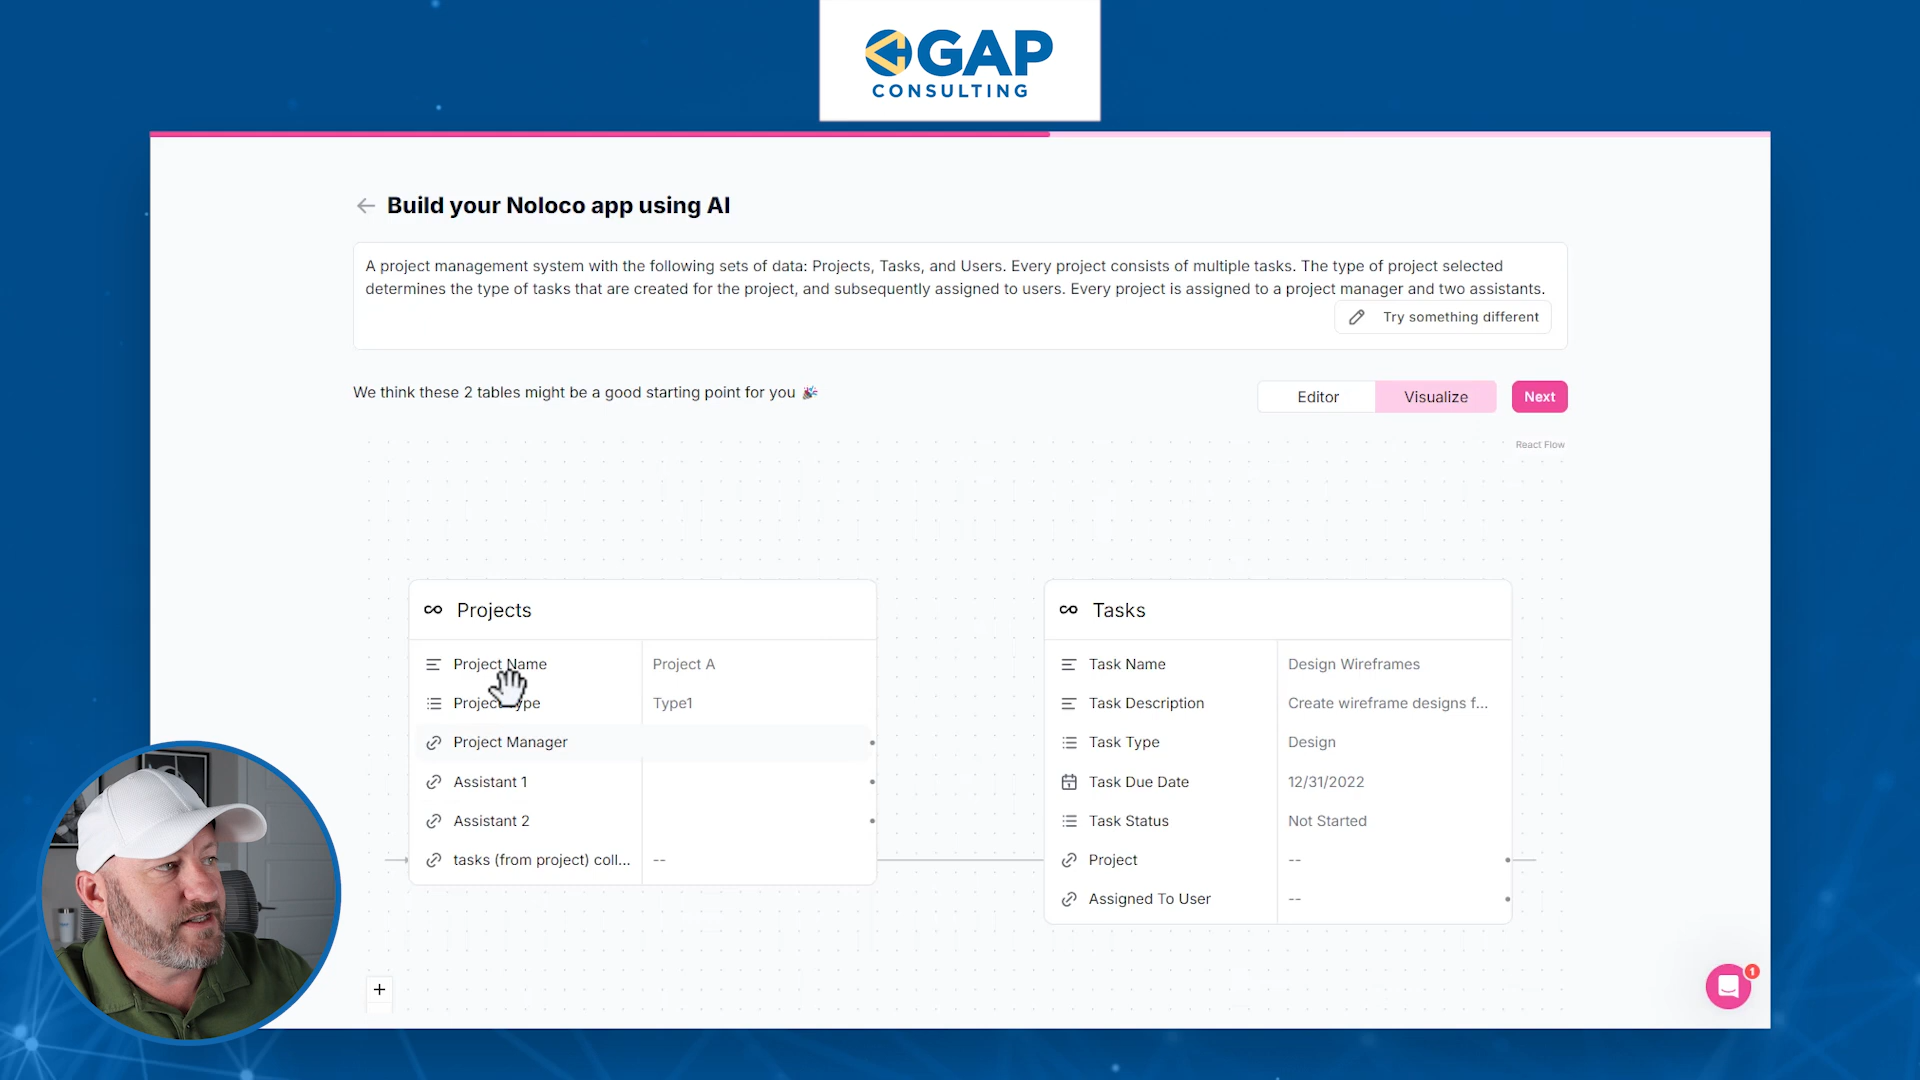 GAP
CONSULTING
Build your Noloco app using AI
A project management system with the following sets of data: Projects, Tasks, and Users. Every project consists of multiple tasks. The type of project selected
determines the type of tasks that are created for the project, and subsequently assigned to users. Every project is assigned to a project manager and two assistants.
Try something different
We think these 2 tables might be a good starting point for you 🎉
Editor
Visualize
Next
React Flow
Projects
Project Name
Project A
Project Type
Type1
Project Manager
Assistant 1
Assistant 2
tasks (from project) coll...
--
Tasks
Task Name
Design Wireframes
Task Description
Create wireframe designs f...
Task Type
Design
Task Due Date
12/31/2022
Task Status
Not Started
Project
--
Assigned To User
--
1